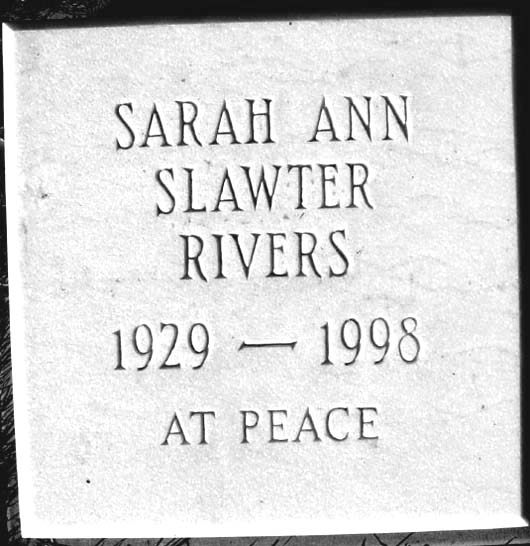 SARAH ANN
SLAWTER
RIVERS
1929 — 1998
AT PEACE